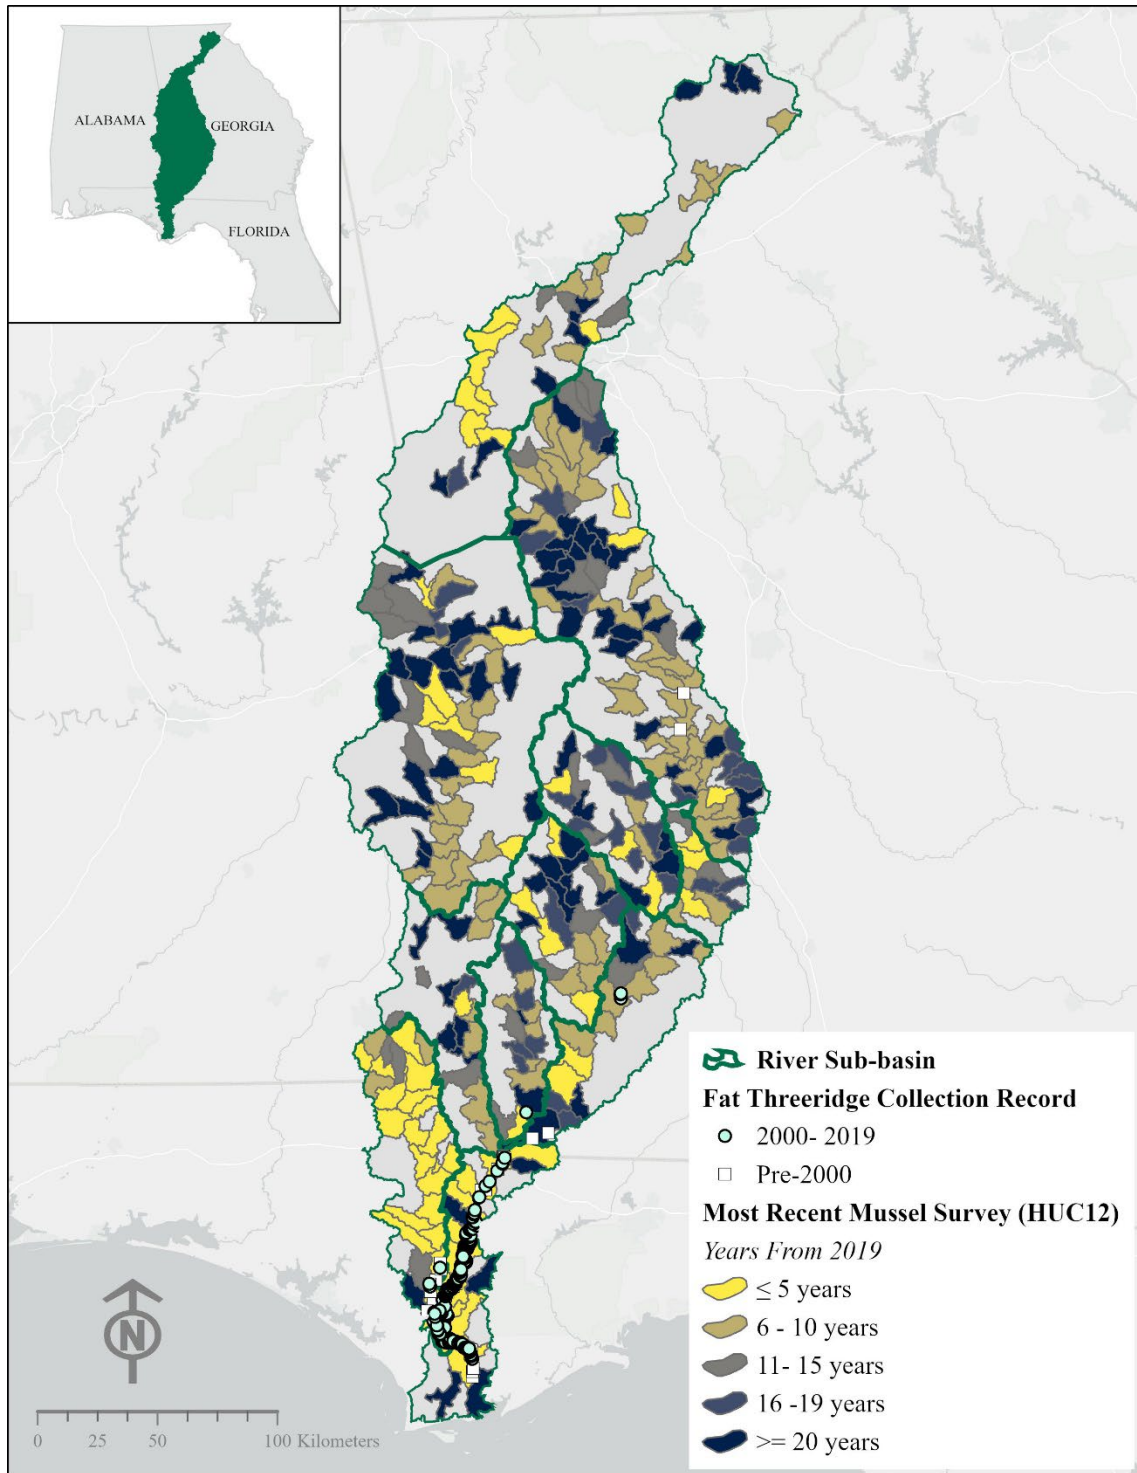 ALABAMA
GEORGIA
FLORIDA
River Sub-basin
Fat Threeridge Collection Record
2000- 2019
Pre-2000
Most Recent Mussel Survey (HUC12)
Years From 2019
≤ 5 years
6 - 10 years
11- 15 years
16 -19 years
>= 20 years
N
0 25 50 100 Kilometers